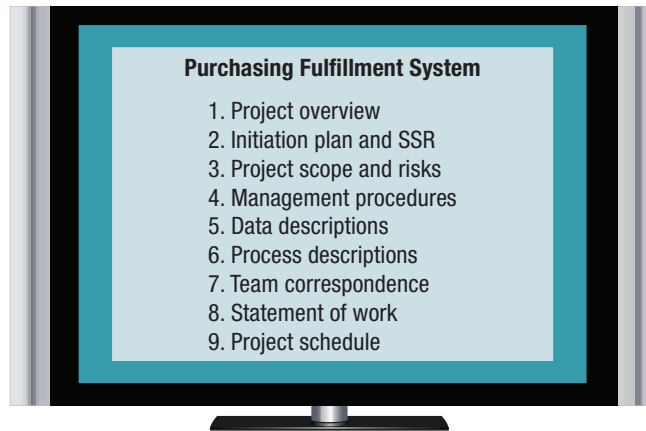 Purchasing Fulfillment System
1. Project overview
2. Initiation plan and SSR
3. Project scope and risks
4. Management procedures
5. Data descriptions
6. Process descriptions
7. Team correspondence
8. Statement of work
9. Project schedule